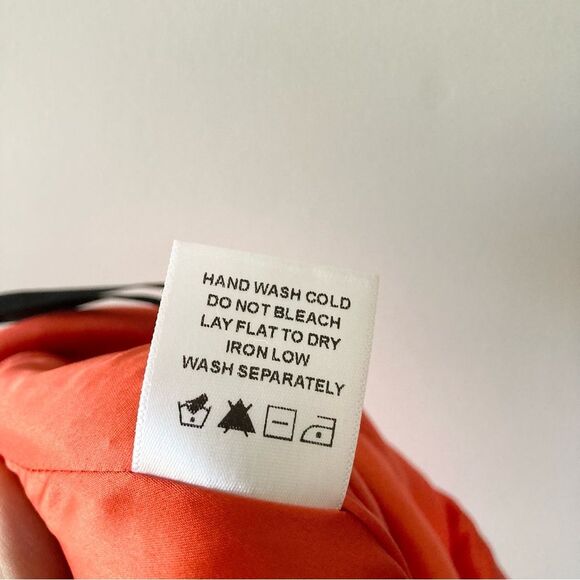 HAND WASH COLD
DO NOT BLEACH
LAY FLAT TO DRY
IRON LOW
WASH SEPARATELY